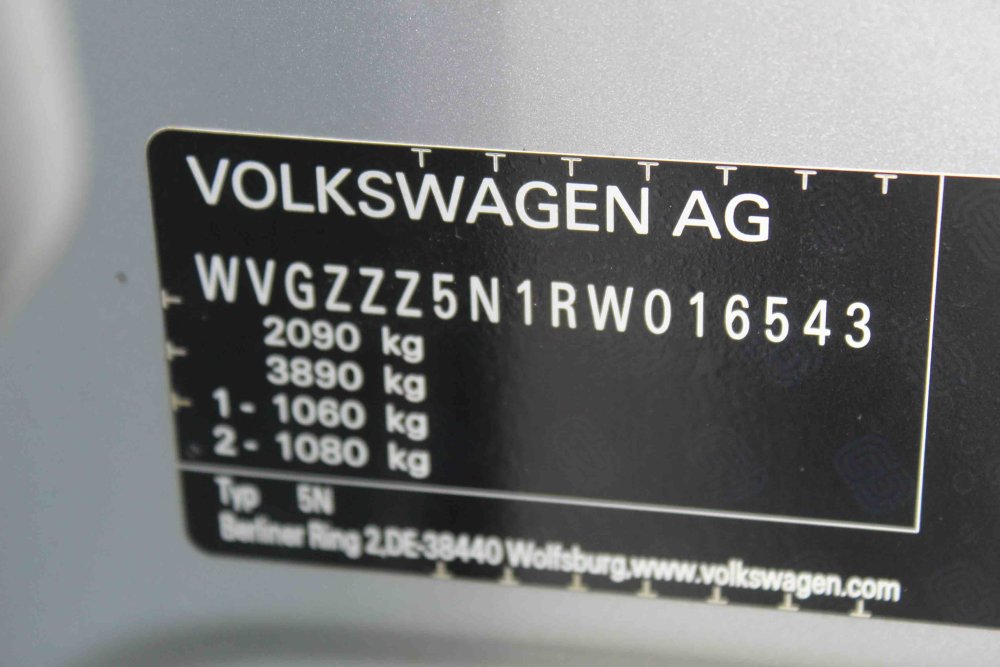 VOLKSWAGEN AG
WVGZZZ5N1RW016543
2090 kg
3890 kg
1- 1060 kg
2- 1080 kg
Typ 5N
Berliner Ring 2,DE-38440 Wolfsburg,www.volkswagen.com